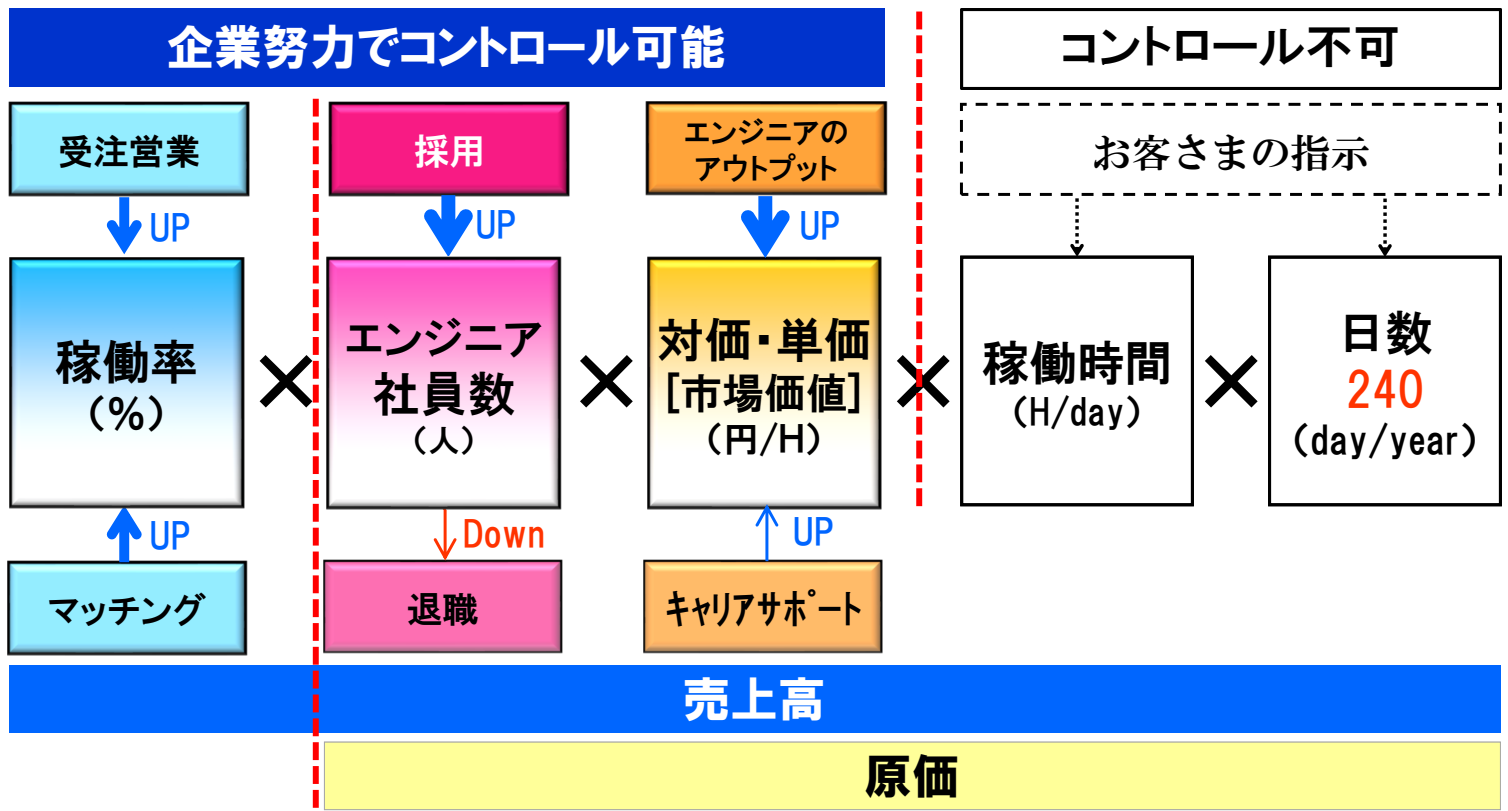 企業努力でコントロール可能
コントロール不可
受注営業
採用
エンジニアの
アウトプット
お客さまの指示
UP
UP
UP
稼働率
(%)
×
エンジニア
社員数
(人)
×
対価・単価
[市場価値]
(円/H)
×
稼働時間
(H/day)
×
日数
240
(day/year)
UP
Down
UP
マッチング
退職
キャリアサポート
売上高
原価